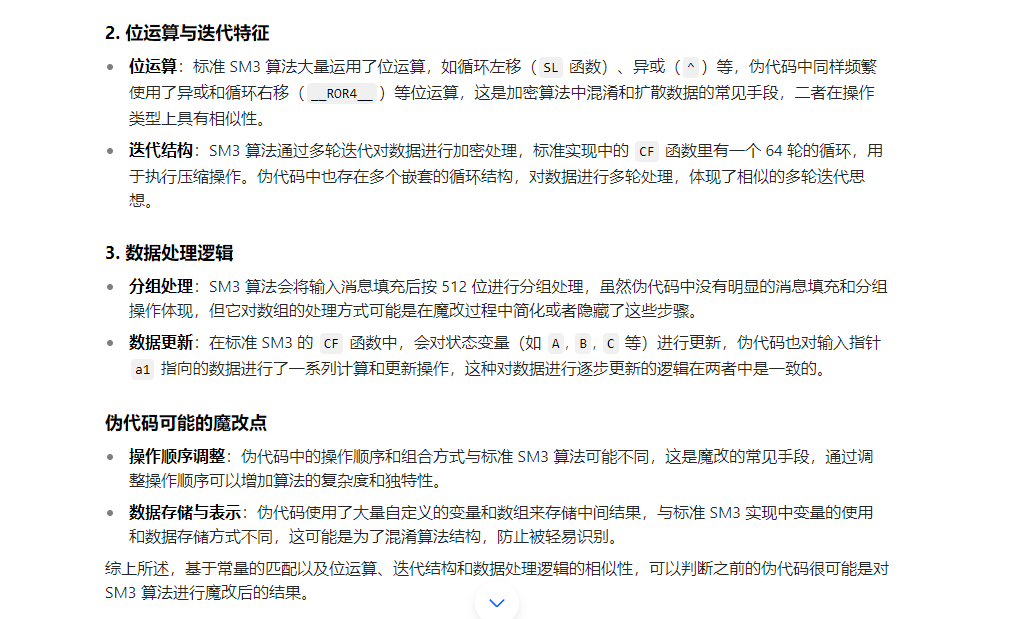 2. 位运算与迭代特征
位运算：标准 SM3 算法大量运用了位运算，如循环左移（ SL 函数）、异或（ ^ ）等，伪代码中同样频繁
使用了异或和循环右移（ __ROR4__ ）等位运算，这是加密算法中混淆和扩散数据的常见手段，二者在操作
类型上具有相似性。
迭代结构：SM3 算法通过多轮迭代对数据进行加密处理，标准实现中的 CF 函数里有一个 64 轮的循环，用
于执行压缩操作。伪代码中也存在多个嵌套的循环结构，对数据进行多轮处理，体现了相似的多轮迭代思
想。
3. 数据处理逻辑
分组处理：SM3 算法会将输入消息填充后按 512 位进行分组处理，虽然伪代码中没有明显的消息填充和分组
操作体现，但它对数组的处理方式可能是在魔改过程中简化或者隐藏了这些步骤。
数据更新：在标准 SM3 的 CF 函数中，会对状态变量（如 A，B，C 等）进行更新，伪代码也对输入指针
a1 指向的数据进行了一系列计算和更新操作，这种对数据进行逐步更新的逻辑在两者中是一致的。
伪代码可能的魔改点
操作顺序调整：伪代码中的操作顺序和组合方式与标准 SM3 算法可能不同，这是魔改的常见手段，通过调
整操作顺序可以增加算法的复杂度和独特性。
数据存储与表示：伪代码使用了大量自定义的变量和数组来存储中间结果，与标准 SM3 实现中变量的使用
和数据存储方式不同，这可能是为了混淆算法结构，防止被轻易识别。
综上所述，基于常量的匹配以及位运算、迭代结构和数据处理逻辑的相似性，可以判断之前的伪代码很可能是对
SM3 算法进行魔改后的结果。